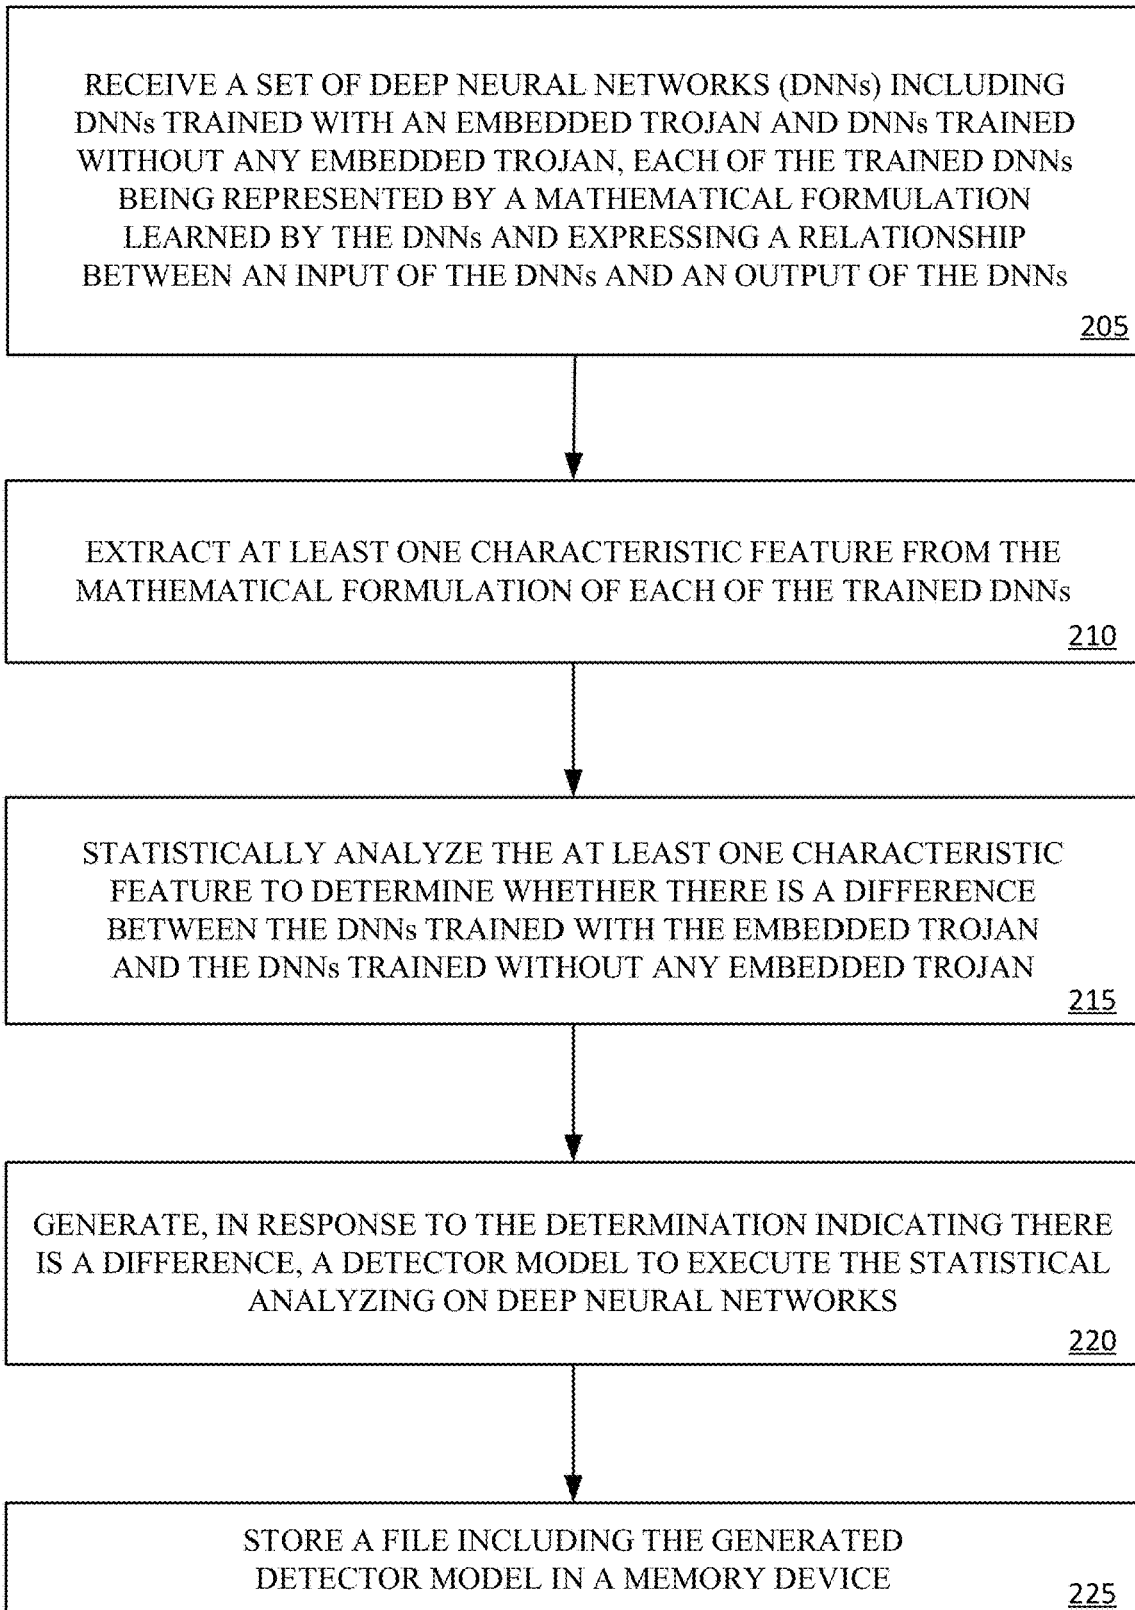 RECEIVE A SET OF DEEP NEURAL NETWORKS (DNNs) INCLUDING
DNNs TRAINED WITH AN EMBEDDED TROJAN AND DNNs TRAINED
WITHOUT ANY EMBEDDED TROJAN, EACH OF THE TRAINED DNNs
BEING REPRESENTED BY A MATHEMATICAL FORMULATION
LEARNED BY THE DNNs AND EXPRESSING A RELATIONSHIP
BETWEEN AN INPUT OF THE DNNs AND AN OUTPUT OF THE DNNs
205
EXTRACT AT LEAST ONE CHARACTERISTIC FEATURE FROM THE
MATHEMATICAL FORMULATION OF EACH OF THE TRAINED DNNs
210
STATISTICALLY ANALYZE THE AT LEAST ONE CHARACTERISTIC
FEATURE TO DETERMINE WHETHER THERE IS A DIFFERENCE
BETWEEN THE DNNs TRAINED WITH THE EMBEDDED TROJAN
AND THE DNNs TRAINED WITHOUT ANY EMBEDDED TROJAN
215
GENERATE, IN RESPONSE TO THE DETERMINATION INDICATING THERE
IS A DIFFERENCE, A DETECTOR MODEL TO EXECUTE THE STATISTICAL
ANALYZING ON DEEP NEURAL NETWORKS
220
STORE A FILE INCLUDING THE GENERATED
DETECTOR MODEL IN A MEMORY DEVICE
225